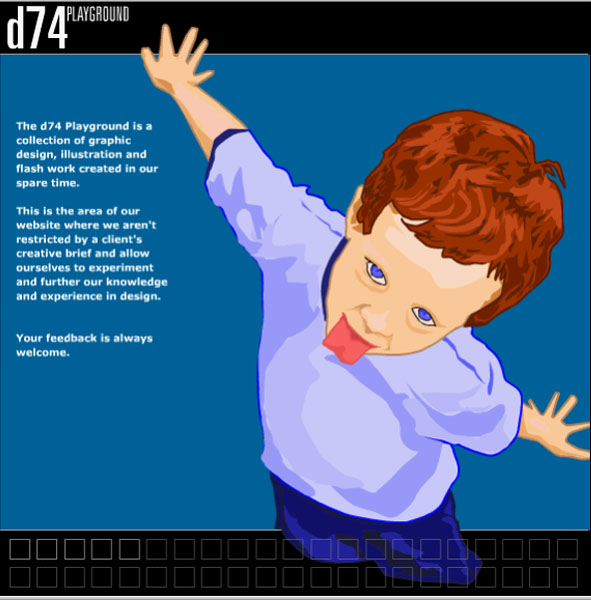 d74 PLAYGROUND
The d74 Playground is a
collection of graphic
design, illustration and
flash work created in our
spare time.
This is the area of our
website where we aren't
restricted by a client's
creative brief and allow
ourselves to experiment
and further our knowledge
and experience in design.
Your feedback is always
welcome.